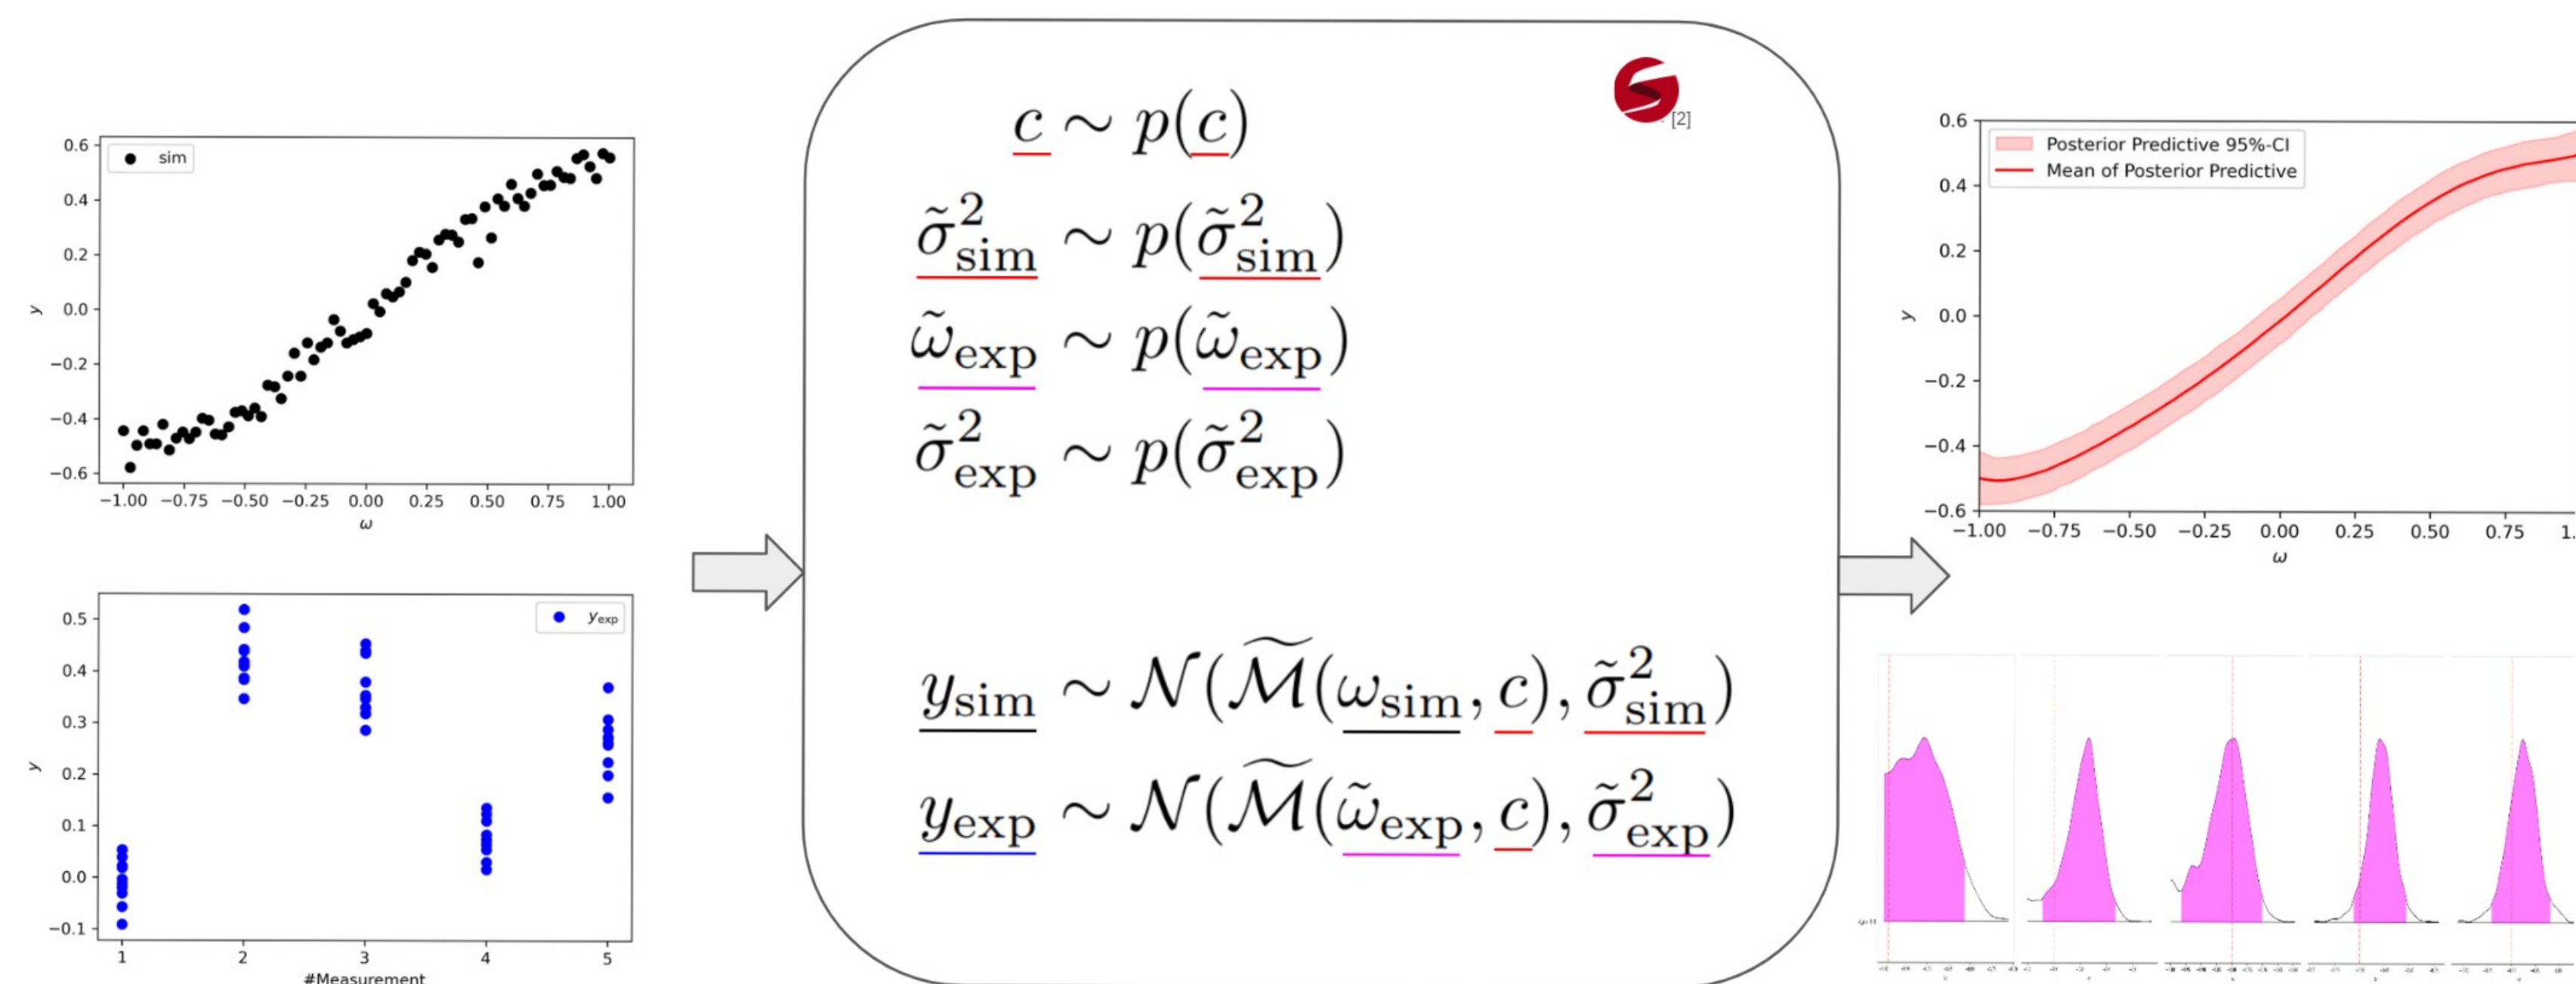 sim
0.6
0.4
0.2
0.0
−0.2
−0.4
−0.6
y
−1.00 −0.75 −0.50 −0.25 0.00 0.25 0.50 0.75 1.00
ω
y_exp
0.5
0.4
0.3
0.2
0.1
0.0
−0.1
y
1 2 3 4 5
#Measurement
[2]
c ∼ p(c)
σ̃²_sim ∼ p(σ̃²_sim)
ω̃_exp ∼ p(ω̃_exp)
σ̃²_exp ∼ p(σ̃²_exp)
y_sim ∼ 𝒩(ℳ̃(ω_sim, c), σ̃²_sim)
y_exp ∼ 𝒩(ℳ̃(ω̃_exp, c), σ̃²_exp)
Posterior Predictive 95%-CI
Mean of Posterior Predictive
0.6
0.4
0.2
0.0
−0.2
−0.4
−0.6
y
−1.00 −0.75 −0.50 −0.25 0.00 0.25 0.50 0.75 1.
ω